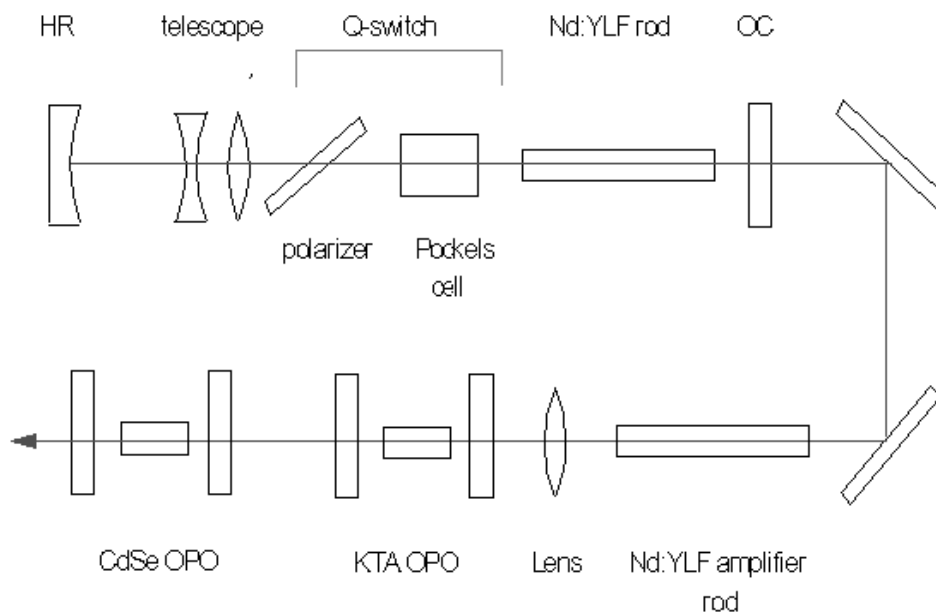 HR telescope Q-switch Nd:YLF rod OC
polarizer Pockels
cell
CdSe OPO KTA OPO Lens Nd:YLF amplifier
rod